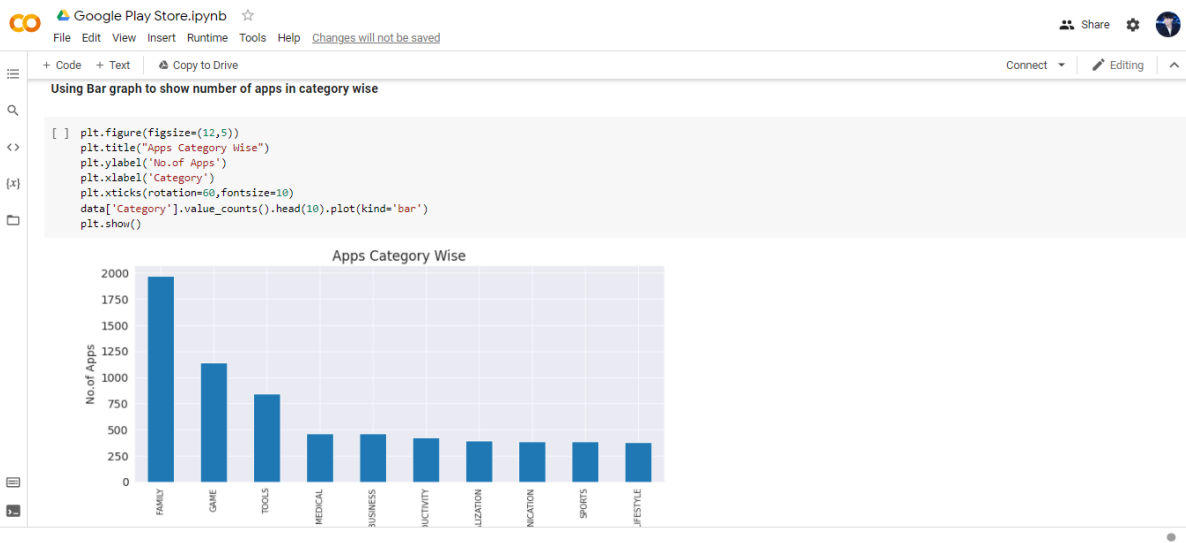 Google Play Store.ipynb
File Edit View Insert Runtime Tools Help Changes will not be saved
Share
+ Code + Text Copy to Drive
Connect Editing
Using Bar graph to show number of apps in category wise
[ ] plt.figure(figsize=(12,5))
plt.title("Apps Category Wise")
plt.ylabel('No.of Apps')
plt.xlabel('Category')
plt.xticks(rotation=60,fontsize=10)
data['Category'].value_counts().head(10).plot(kind='bar')
plt.show()
Apps Category Wise
No.of Apps
2000
1750
1500
1250
1000
750
500
250
0
FAMILY
GAME
TOOLS
MEDICAL
BUSINESS
UCTIVITY
LIZATION
NICATION
SPORTS
IFESTYLE
{x}